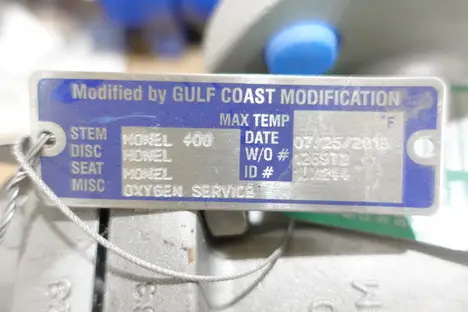 Modified by GULF COAST MODIFICATION
MAX TEMP °F
STEM MONEL 400 DATE 07/25/2019
DISC MONEL W/O #
SEAT MONEL ID #
MISC OXYGEN SERVICE